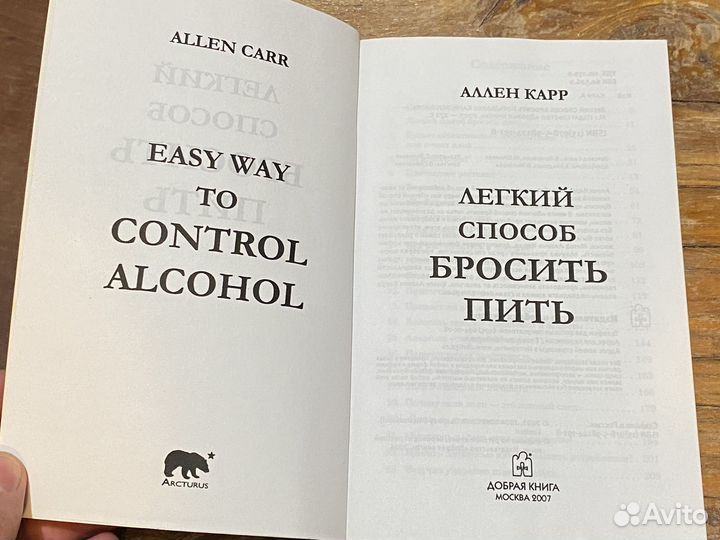 ALLEN CARR
EASY WAY
TO
CONTROL
ALCOHOL
ARCTURUS
АЛЛЕН КАРР
ЛЕГКИЙ
СПОСОБ
БРОСИТЬ
ПИТЬ
ДОБРАЯ КНИГА
МОСКВА 2007
Avito